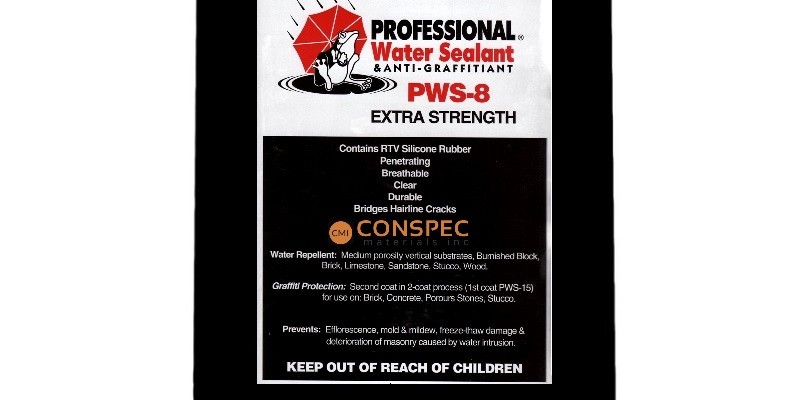 PROFESSIONAL®
Water Sealant
& ANTI-GRAFFITIANT
PWS-8
EXTRA STRENGTH
Contains RTV Silicone Rubber
Penetrating
Breathable
Clear
Durable
Bridges Hairline Cracks
CMI CONSPEC
materials inc
Water Repellent: Medium porosity vertical substrates, Burnished Block,
Brick, Limestone, Sandstone, Stucco, Wood.
Graffiti Protection: Second coat in 2-coat process (1st coat PWS-15)
for use on: Brick, Concrete, Porours Stones, Stucco.
Prevents: Efflorescence, mold & mildew, freeze-thaw damage &
deterioration of masonry caused by water intrusion.
KEEP OUT OF REACH OF CHILDREN